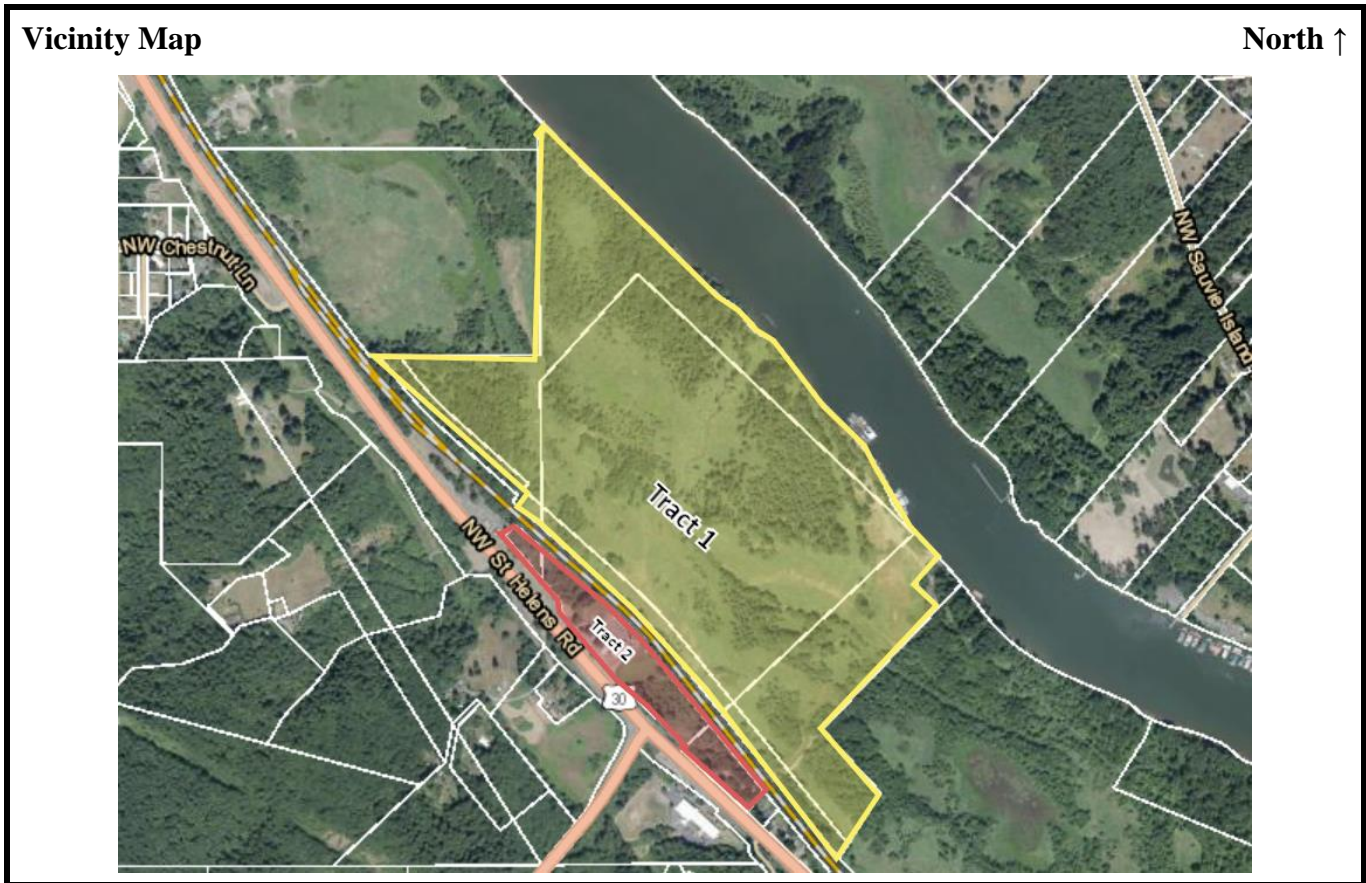 Vicinity Map
North ↑
NW Chestnut Ln
NW Sauvie Island
Tract 1
NW St Helens Rd
Tract 2
30